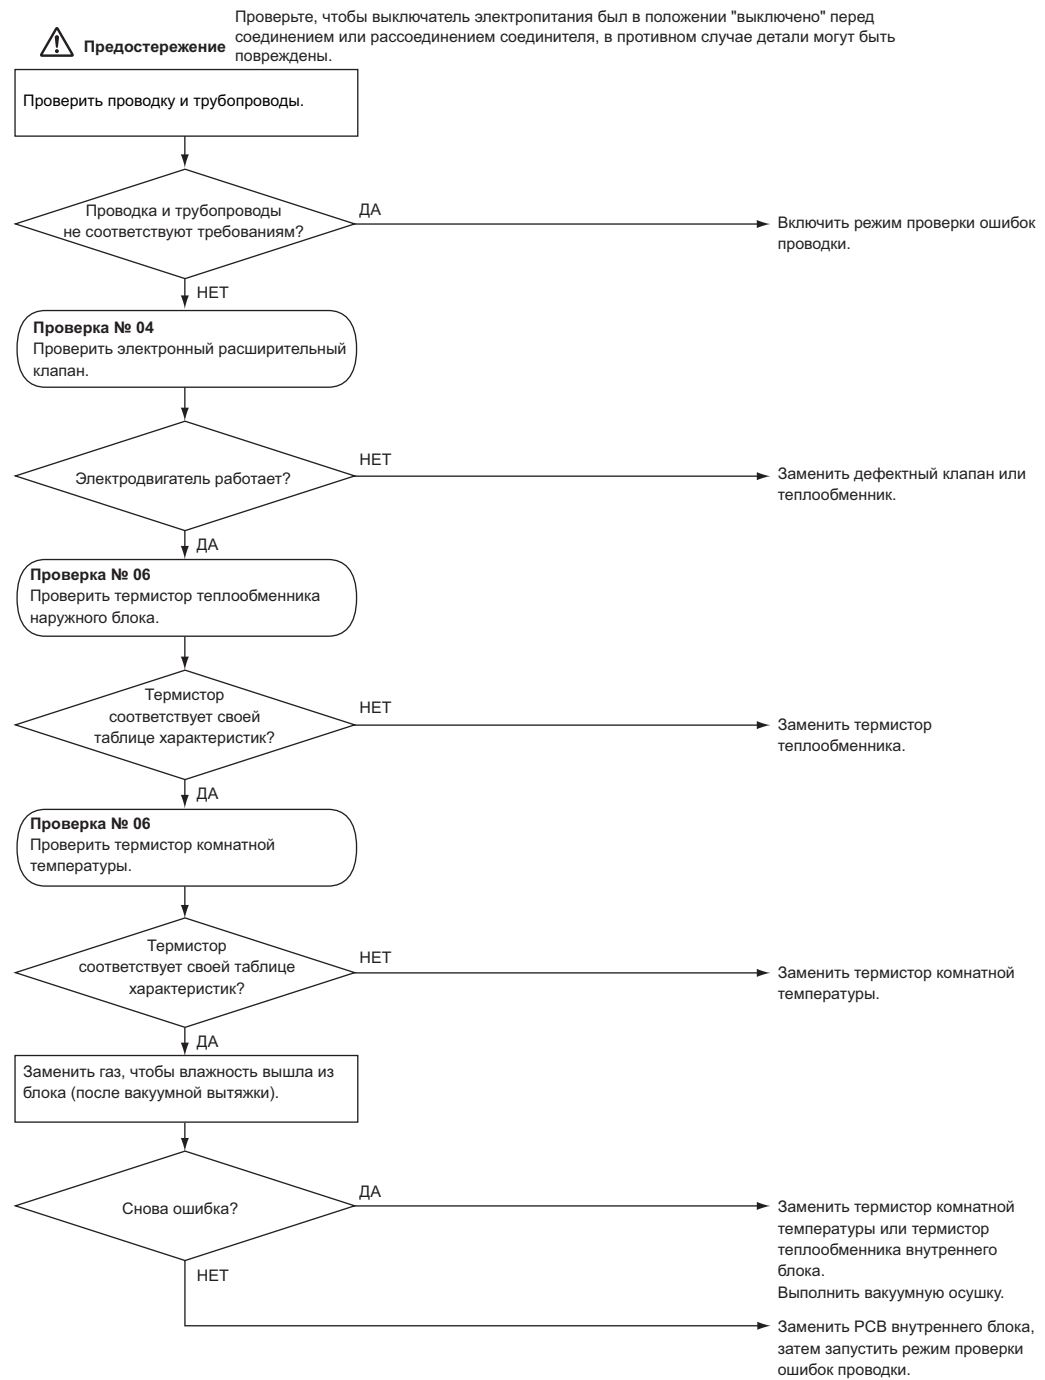 Проверьте, чтобы выключатель электропитания был в положении "выключено" перед
соединением или рассоединением соединителя, в противном случае детали могут быть
повреждены.
Предостережение
Проверить проводку и трубопроводы.
Проводка и трубопроводы
не соответствуют требованиям?
ДА
Включить режим проверки ошибок
проводки.
НЕТ
Проверка № 04
Проверить электронный расширительный
клапан.
Электродвигатель работает?
НЕТ
Заменить дефектный клапан или
теплообменник.
ДА
Проверка № 06
Проверить термистор теплообменника
наружного блока.
Термистор
соответствует своей
таблице характеристик?
НЕТ
Заменить термистор
теплообменника.
ДА
Проверка № 06
Проверить термистор комнатной
температуры.
Термистор
соответствует своей таблице
характеристик?
НЕТ
Заменить термистор комнатной
температуры.
ДА
Заменить газ, чтобы влажность вышла из
блока (после вакуумной вытяжки).
Снова ошибка?
ДА
Заменить термистор комнатной
температуры или термистор
теплообменника внутреннего
блока.
Выполнить вакуумную осушку.
НЕТ
Заменить PCB внутреннего блока,
затем запустить режим проверки
ошибок проводки.